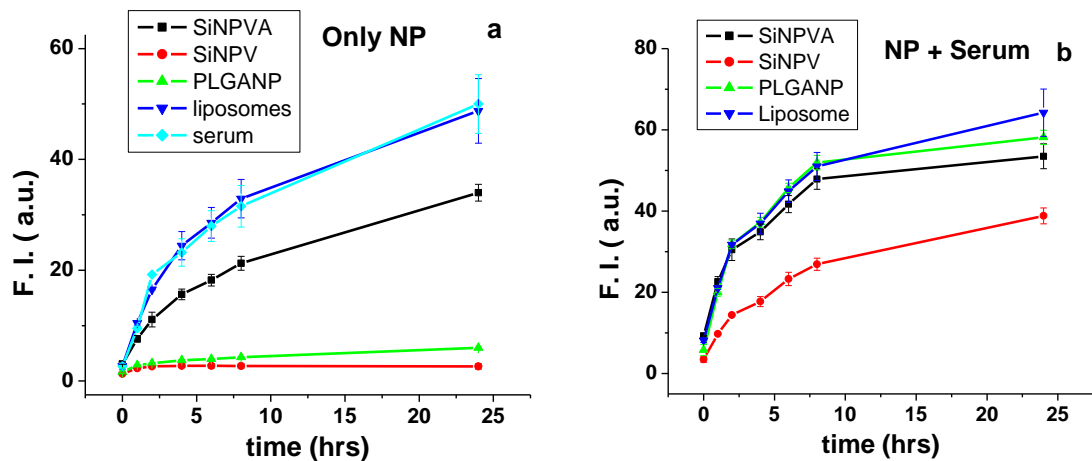 SiNPVA
SiNPV
PLGANP
liposomes
serum
Only NP
a
60
40
20
0
F. I. ( a.u.)
0 5 10 15 20 25
time (hrs)
SiNPVA
SiNPV
PLGANP
Liposome
NP + Serum
b
80
60
40
20
0
F. I. ( a.u.)
0 5 10 15 20 25
time (hrs)